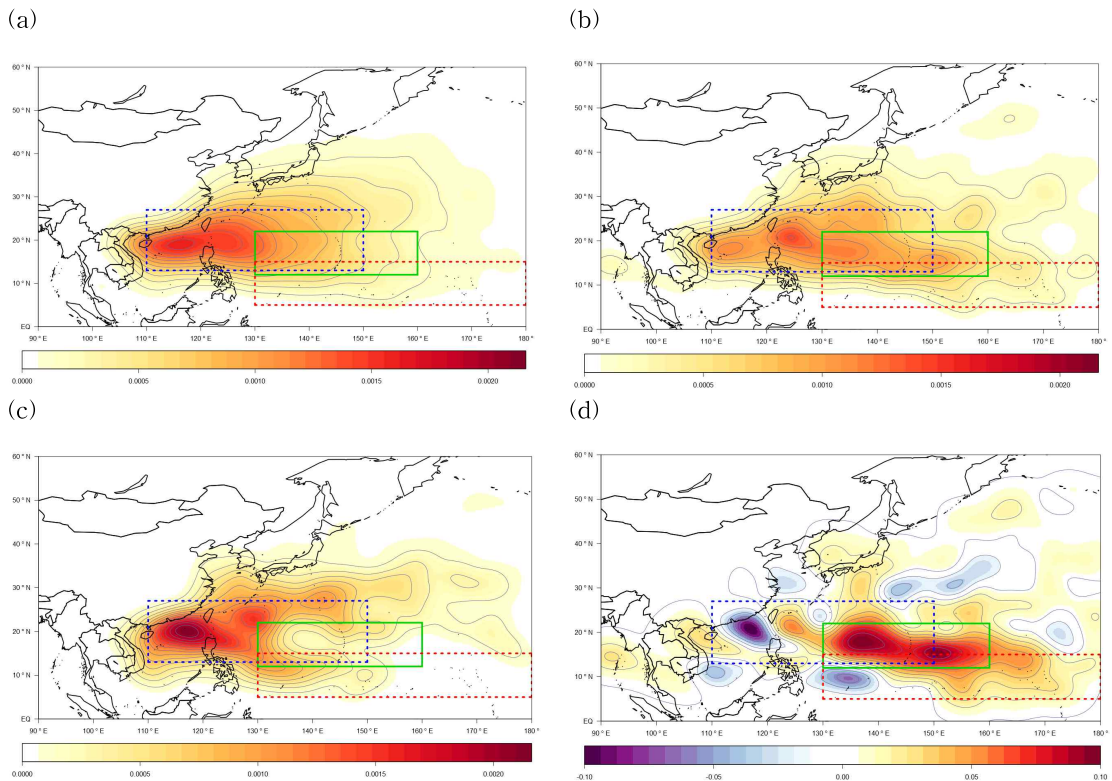 (a)
(b)
60° N
50° N
40° N
30° N
20° N
10° N
EQ
90° E
100°
110°
120°
130°
140°
150°
160°
170°
180°
0.0000
0.0005
0.0010
0.0015
0.0020
60° N
50° N
40° N
30° N
20° N
10° N
EQ
90° E
100°
110°
120°
130°
140°
150°
160°
170°
180°
0.0000
0.0005
0.0010
0.0015
0.0020
(c)
(d)
60° N
50° N
40° N
30° N
20° N
10° N
EQ
90° E
100°
110°
120°
130°
140°
150°
160°
170°
180°
0.0000
0.0005
0.0010
0.0015
0.0020
60° N
50° N
40° N
30° N
20° N
10° N
EQ
90° E
100°
110°
120°
130°
140°
150°
160°
170°
180°
-0.10
-0.05
0.00
0.05
0.10